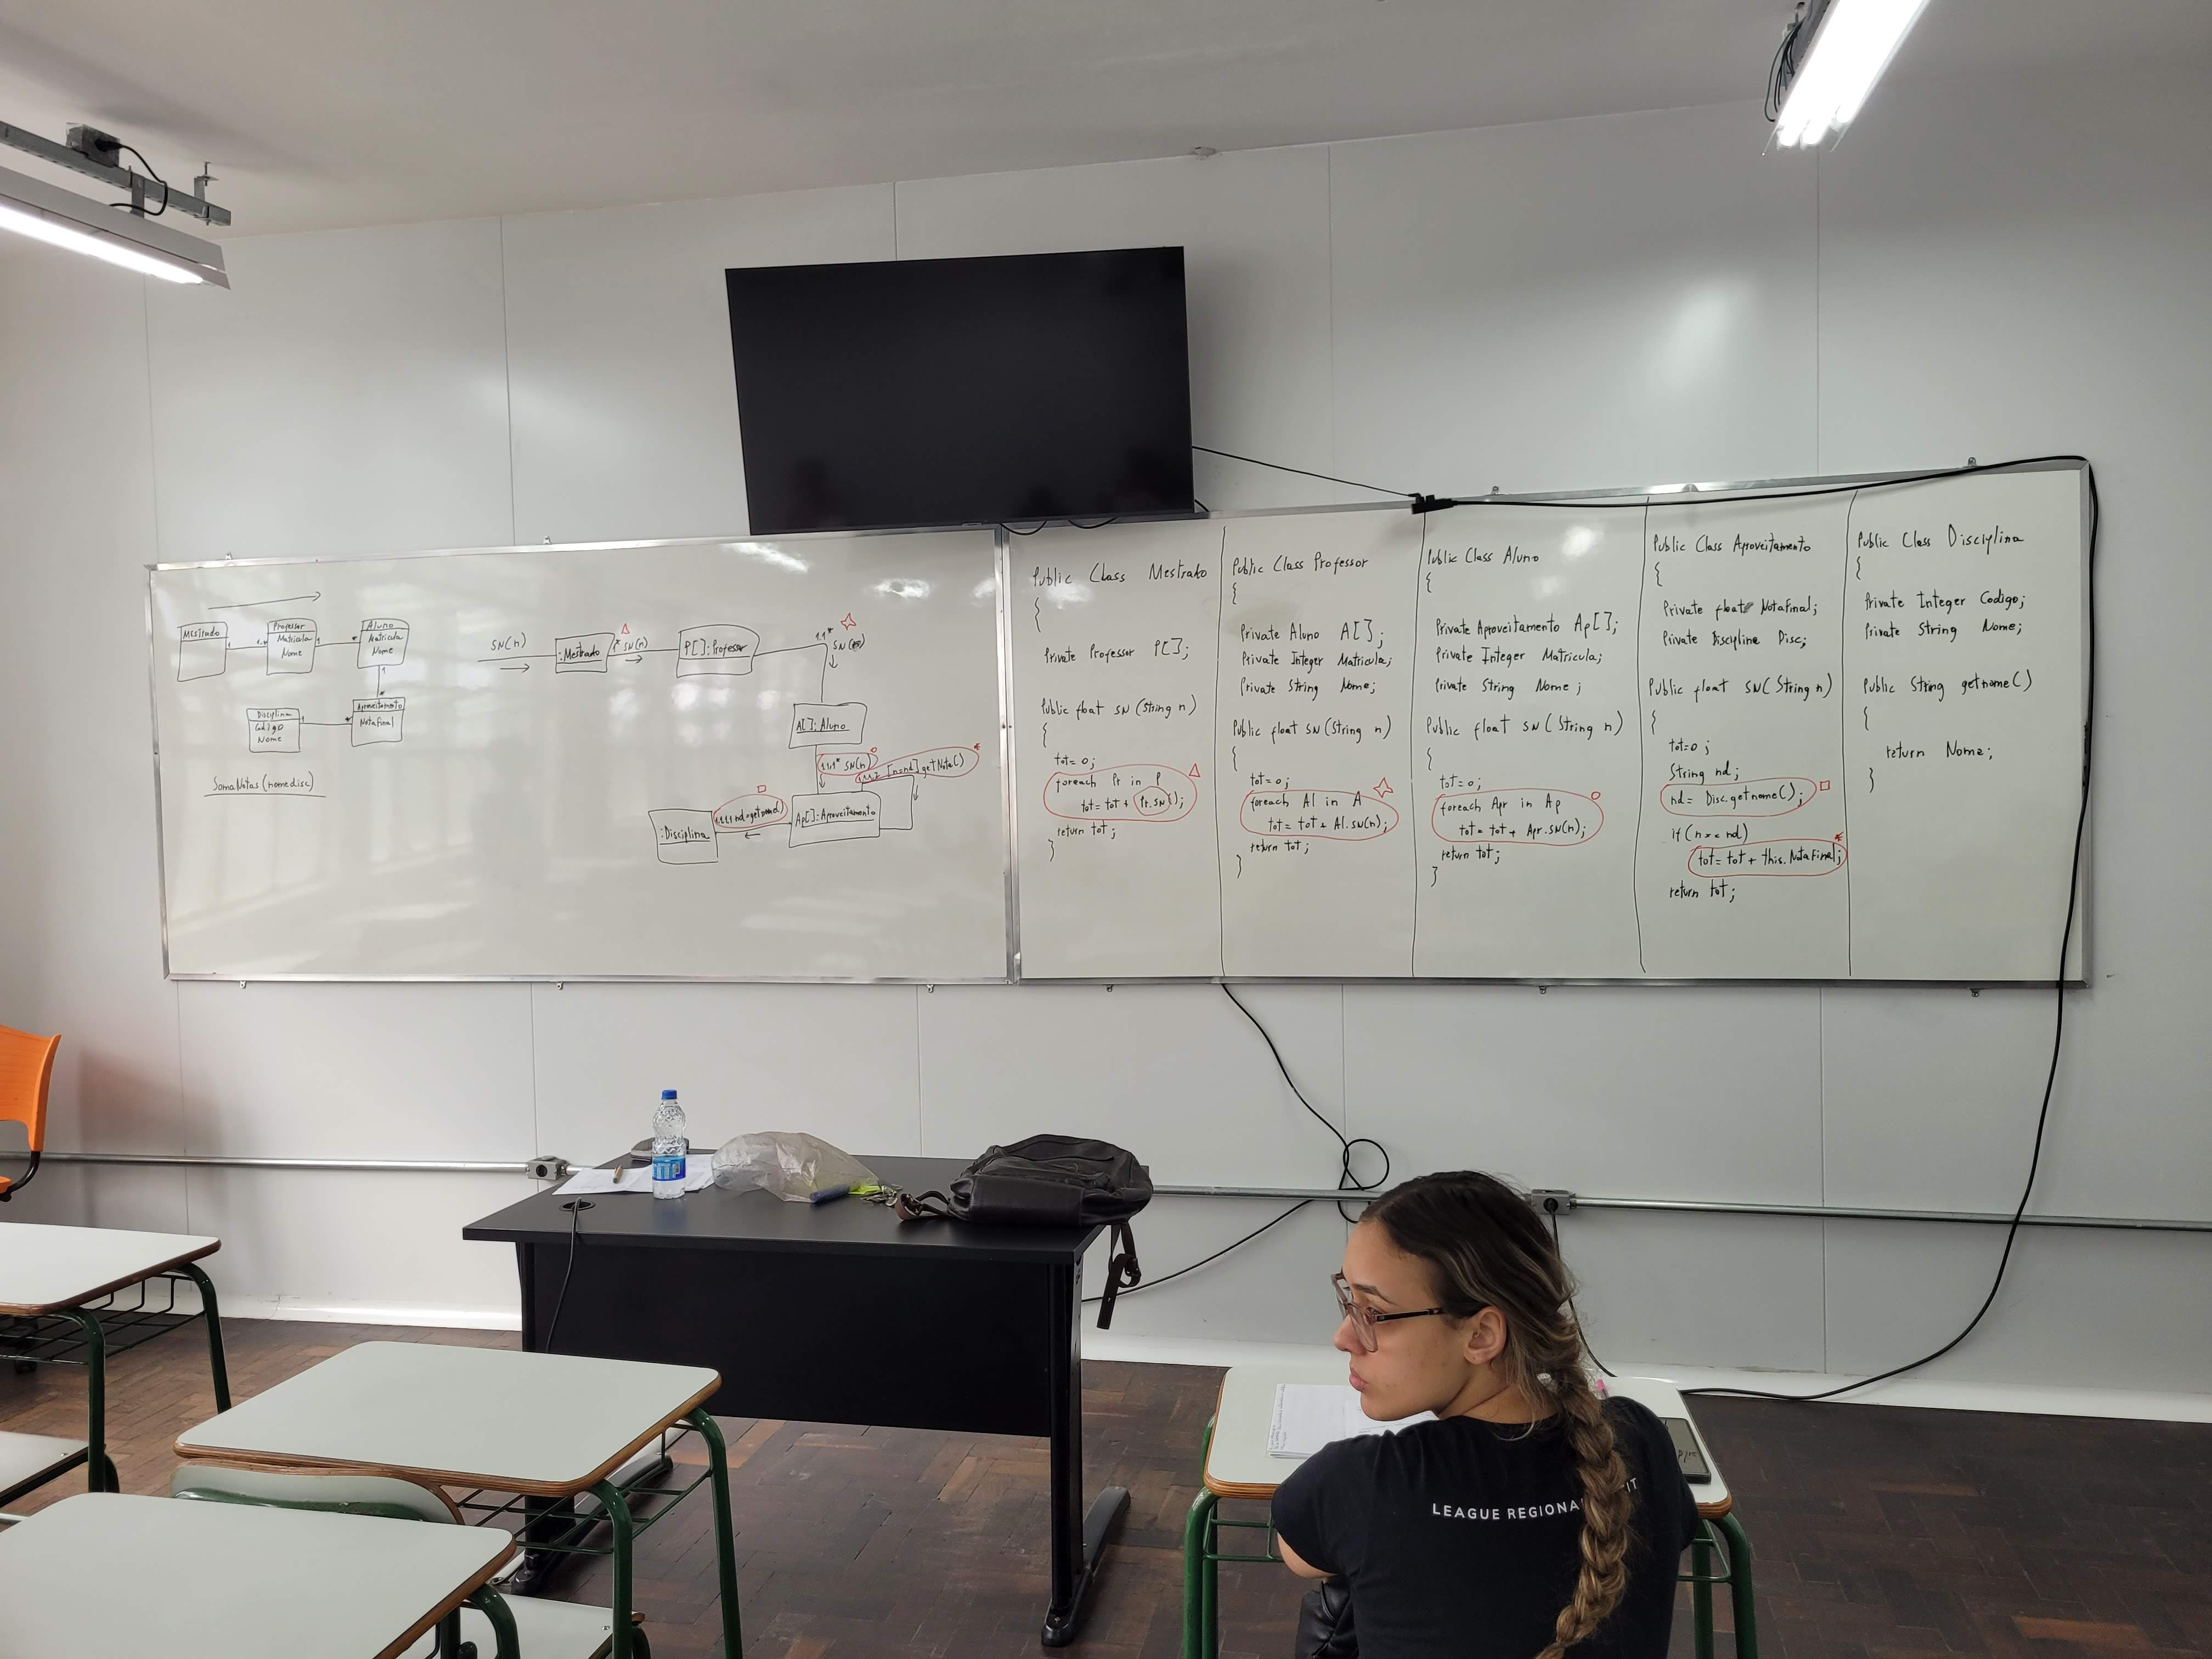 Mestrado
1
1..*
Professor
Matricula
Nome
1
*
Aluno
Matricula
Nome
1
*
Aproveitamento
NotaFinal
*
1
Disciplina
Codigo
Nome
SomaNotas(nomedisc)
SN(n)
:Mestrado
1* SN(n)
P[]:Professor
1.1*
A[]:Aluno
1.1.1* SN(n)
[n=nd]getNota()
Ap[]:Aproveitamento
:Disciplina
Public Class Mestrado
{
Private Professor P[];
Public float SN(String n)
{
tot=0;
foreach Pr in P
tot=tot+Pr.SN();
return tot;
}
Public Class Professor
{
Private Aluno A[];
Private Integer Matricula;
Private String Nome;
Public float SN(String n)
{
tot=0;
foreach Al in A
tot=tot+Al.SN(n);
return tot;
}
Public Class Aluno
{
Private Aproveitamento Ap[];
Private Integer Matricula;
Private String Nome;
Public float SN(String n)
{
tot=0;
foreach Apr in Ap
tot=tot+Apr.SN(n);
return tot;
}
Public Class Aproveitamento
{
Private float NotaFinal;
Private Discipline Disc;
Public float SN(String n)
{
tot=0;
String nd;
nd=Disc.getnome();
if(n==nd)
tot=tot+this.NotaFinal;
return tot;
Public Class Disciplina
{
Private Integer Codigo;
Private String Nome;
Public String getnome()
{
return Nome;
}
LEAGUE REGIONA